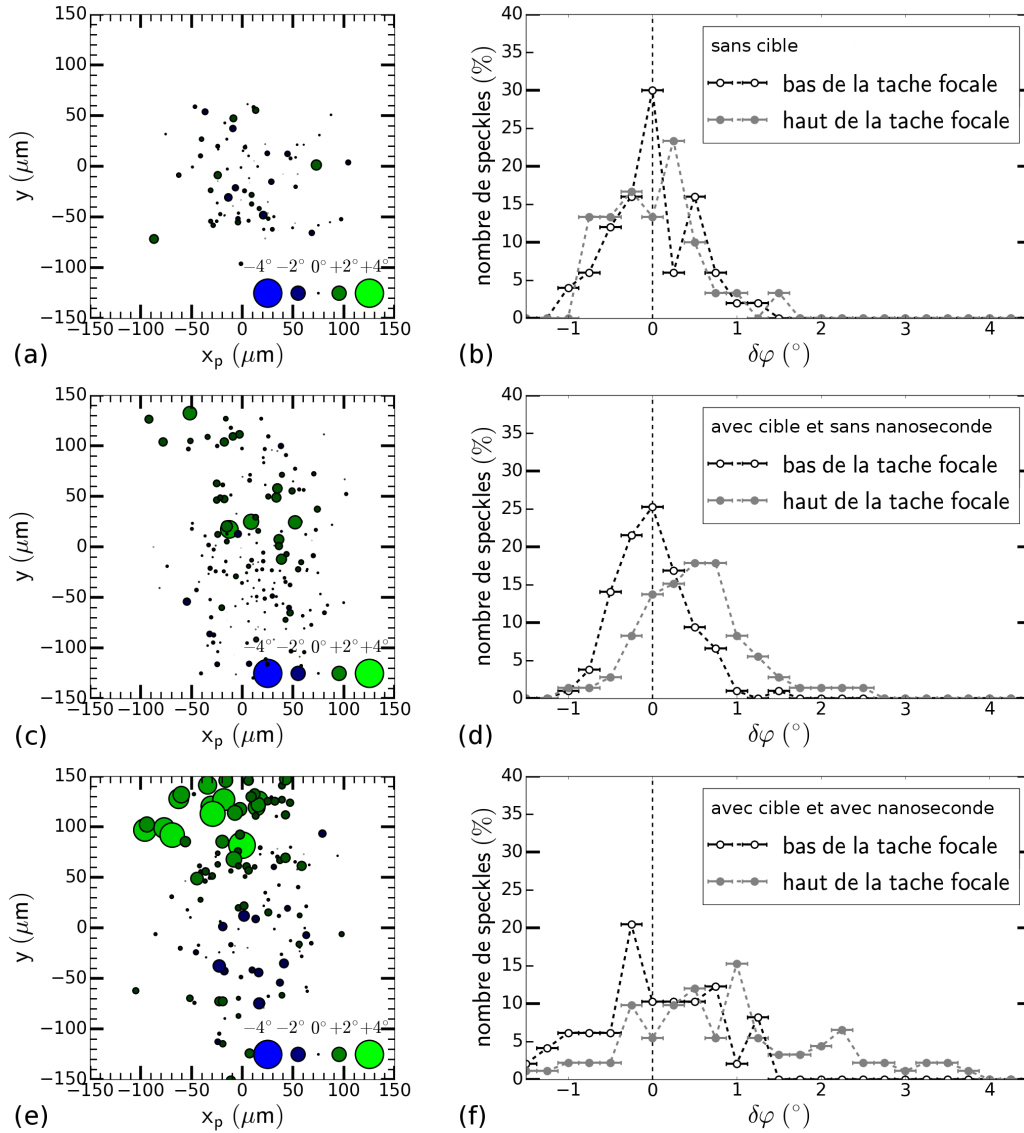 150
100
50
0
−50
−100
−150
y (μm)
−4° −2° 0° +2° +4°
−150 −100 −50 0 50 100 150
x_p (μm)
(a)
40
35
30
25
20
15
10
5
0
nombre de speckles (%)
sans cible
bas de la tache focale
haut de la tache focale
−1 0 1 2 3 4
δφ (°)
(b)
150
100
50
0
−50
−100
−150
y (μm)
−4° −2° 0° +2° +4°
−150 −100 −50 0 50 100 150
x_p (μm)
(c)
40
35
30
25
20
15
10
5
0
nombre de speckles (%)
avec cible et sans nanoseconde
bas de la tache focale
haut de la tache focale
−1 0 1 2 3 4
δφ (°)
(d)
150
100
50
0
−50
−100
−150
y (μm)
−4° −2° 0° +2° +4°
−150 −100 −50 0 50 100 150
x_p (μm)
(e)
40
35
30
25
20
15
10
5
0
nombre de speckles (%)
avec cible et avec nanoseconde
bas de la tache focale
haut de la tache focale
−1 0 1 2 3 4
δφ (°)
(f)